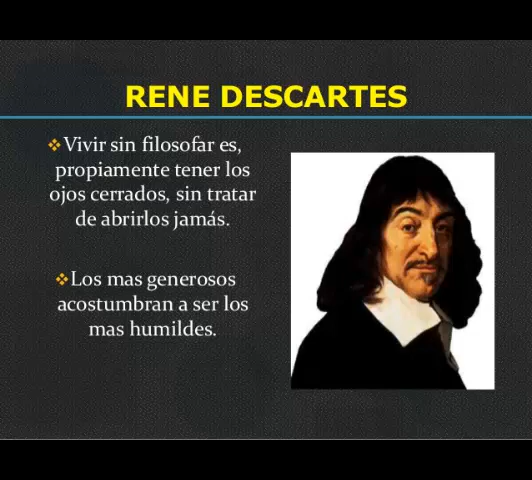 RENE DESCARTES
❖Vivir sin filosofar es,
propiamente tener los
ojos cerrados, sin tratar
de abrirlos jamás.
❖Los mas generosos
acostumbran a ser los
mas humildes.